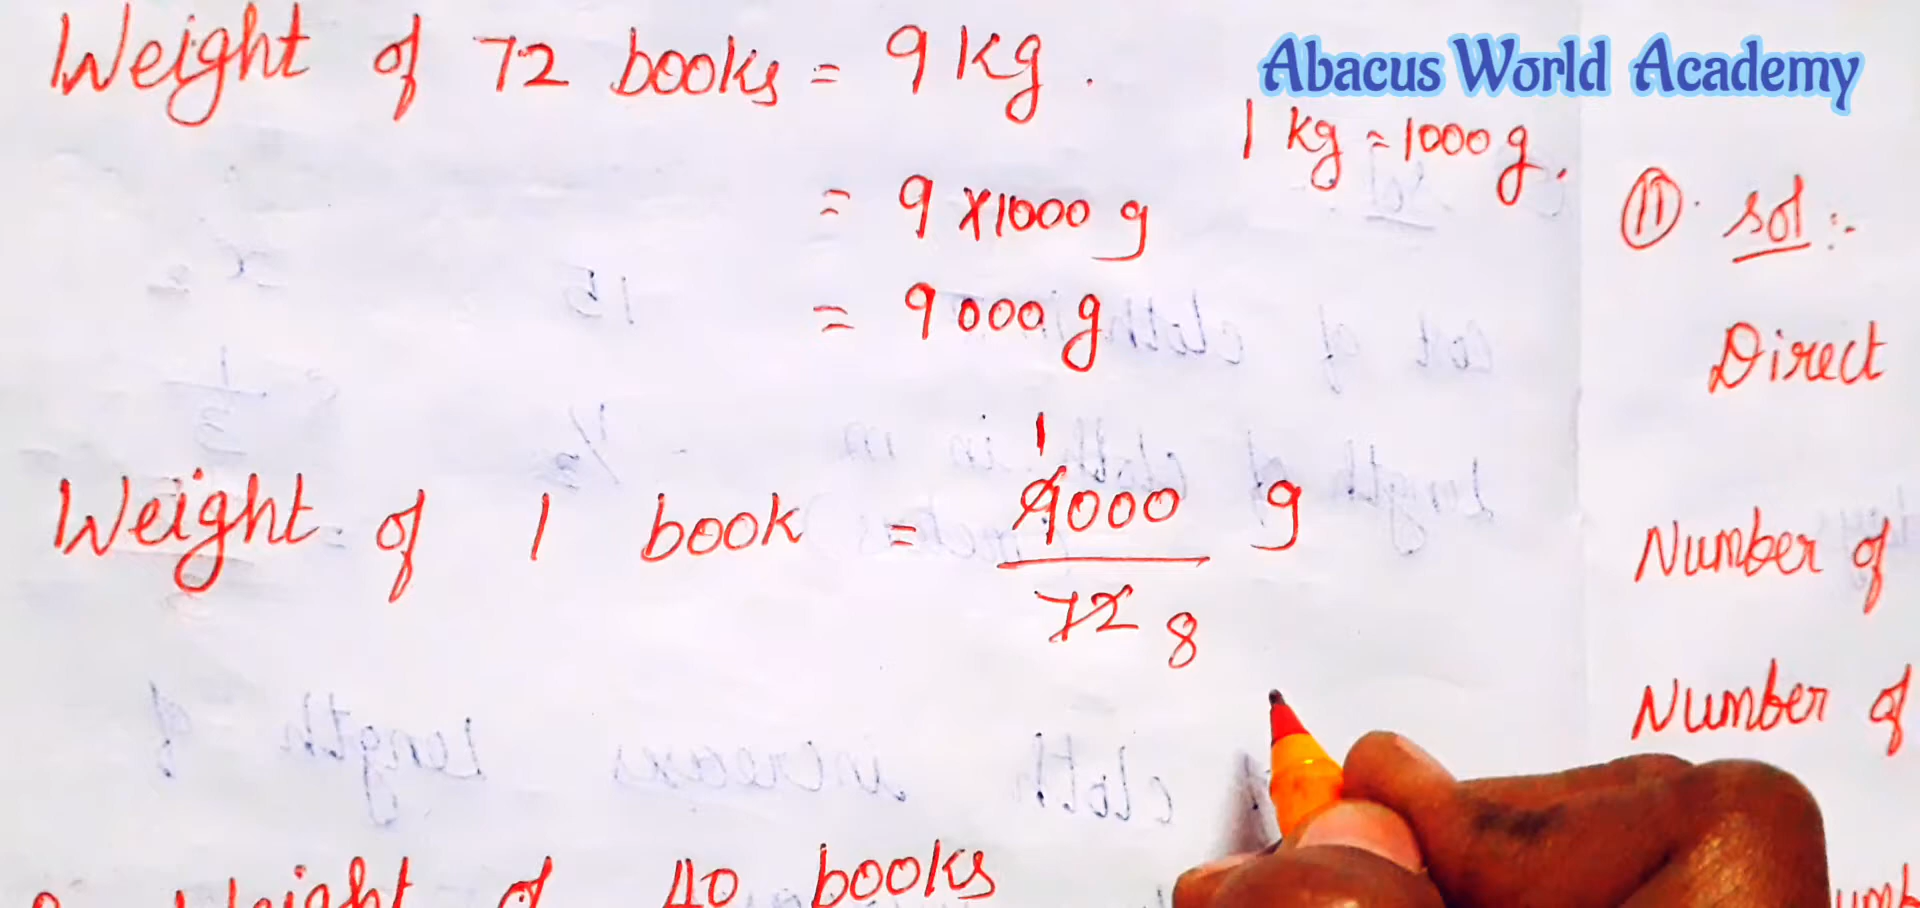 Weight of 72 books = 9 kg.
Abacus World Academy
1 kg = 1000 g.
= 9 x 1000 g
= 9000 g
1
Weight of 1 book = 9000 g
72 8
Weight of 40 books
11. Sol:-
Direct
Number of
Number of